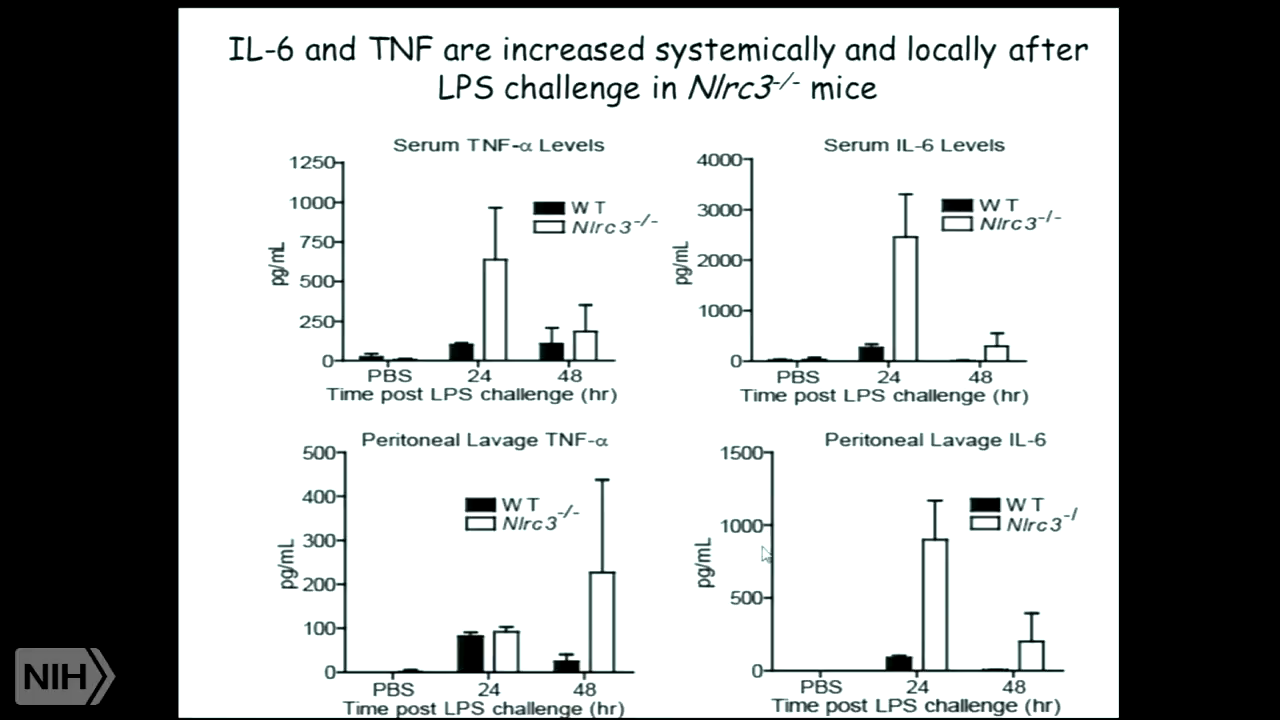 IL-6 and TNF are increased systemically and locally after
LPS challenge in Nlrc3-/- mice
Serum TNF-α Levels
1250
1000
750
500
250
0
pg/mL
WT
Nlrc3-/-
PBS
24
48
Time post LPS challenge (hr)
Serum IL-6 Levels
4000
3000
2000
1000
0
pg/mL
WT
Nlrc3-/-
PBS
24
48
Time post LPS challenge (hr)
Peritoneal Lavage TNF-α
500
400
300
200
100
0
pg/mL
WT
Nlrc3-/-
PBS
24
48
Time post LPS challenge (hr)
Peritoneal Lavage IL-6
1500
1000
500
0
pg/mL
WT
Nlrc3-/
PBS
24
48
Time post LPS challenge (hr)
NIH